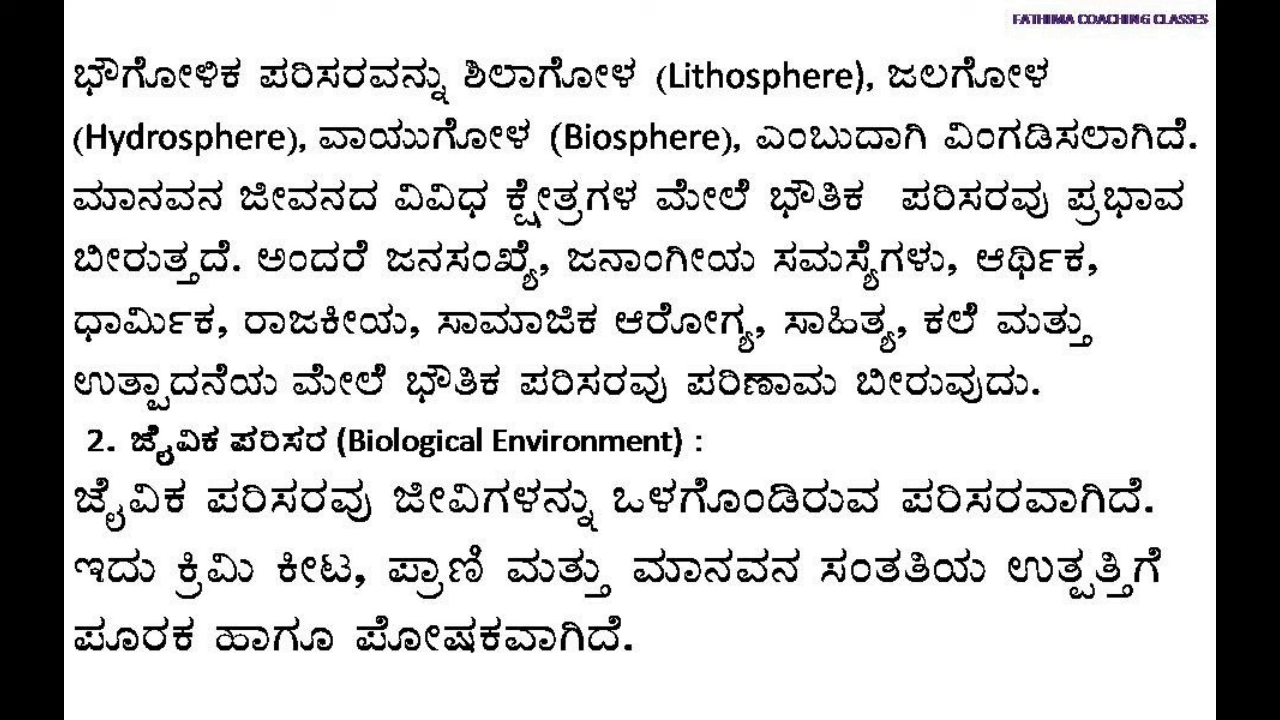 FATHIMA COACHING CLASSES
ಭೌಗೋಳಿಕ ಪರಿಸರವನ್ನು ಶಿಲಾಗೋಳ (Lithosphere), ಜಲಗೋಳ
(Hydrosphere), ವಾಯುಗೋಳ (Biosphere), ಎಂಬುದಾಗಿ ವಿಂಗಡಿಸಲಾಗಿದೆ.
ಮಾನವನ ಜೀವನದ ವಿವಿಧ ಕ್ಷೇತ್ರಗಳ ಮೇಲೆ ಭೌತಿಕ ಪರಿಸರವು ಪ್ರಭಾವ
ಬೀರುತ್ತದೆ. ಅಂದರೆ ಜನಸಂಖ್ಯೆ, ಜನಾಂಗೀಯ ಸಮಸ್ಯೆಗಳು, ಆರ್ಥಿಕ,
ಧಾರ್ಮಿಕ, ರಾಜಕೀಯ, ಸಾಮಾಜಿಕ ಆರೋಗ್ಯ, ಸಾಹಿತ್ಯ, ಕಲೆ ಮತ್ತು
ಉತ್ಪಾದನೆಯ ಮೇಲೆ ಭೌತಿಕ ಪರಿಸರವು ಪರಿಣಾಮ ಬೀರುವುದು.
2. ಜೈವಿಕ ಪರಿಸರ (Biological Environment) :
ಜೈವಿಕ ಪರಿಸರವು ಜೀವಿಗಳನ್ನು ಒಳಗೊಂಡಿರುವ ಪರಿಸರವಾಗಿದೆ.
ಇದು ಕ್ರಿಮಿ ಕೀಟ, ಪ್ರಾಣಿ ಮತ್ತು ಮಾನವನ ಸಂತತಿಯ ಉತ್ಪತ್ತಿಗೆ
ಪೂರಕ ಹಾಗೂ ಪೋಷಕವಾಗಿದೆ.